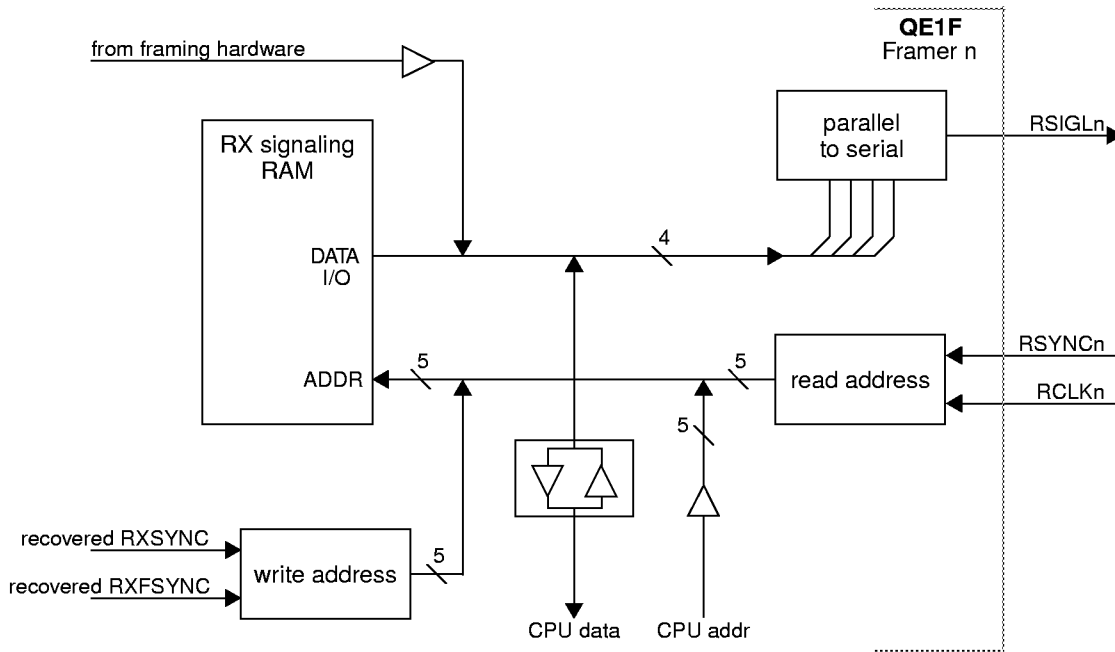 QE1F
Framer n
from framing hardware
parallel
to serial
RSIGLn
RX signaling
RAM
4
DATA
I/O
RSYNCn
5
5
ADDR
read address
RCLKn
5
recovered RXSYNC
5
write address
recovered RXFSYNC
CPU data
CPU addr